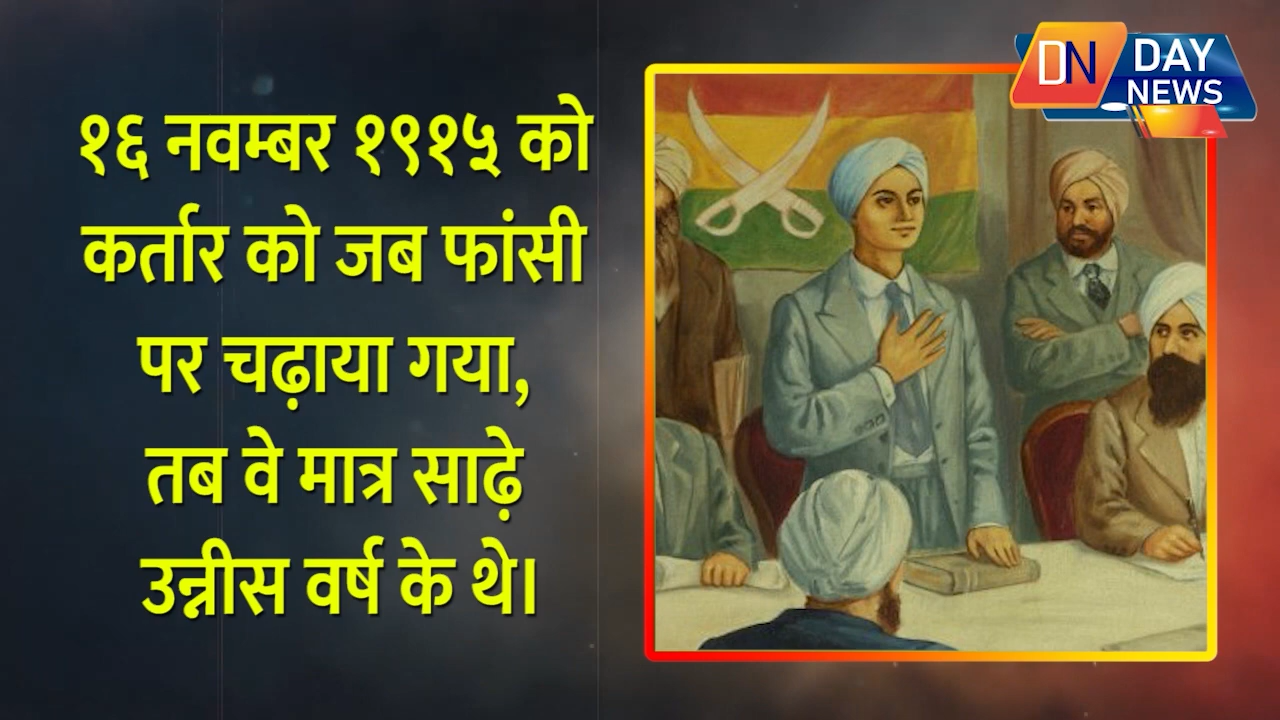 १६ नवम्बर १९१५ को
कर्तार को जब फांसी
पर चढ़ाया गया,
तब वे मात्र साढ़े
उन्नीस वर्ष के थे।
DN DAY
NEWS